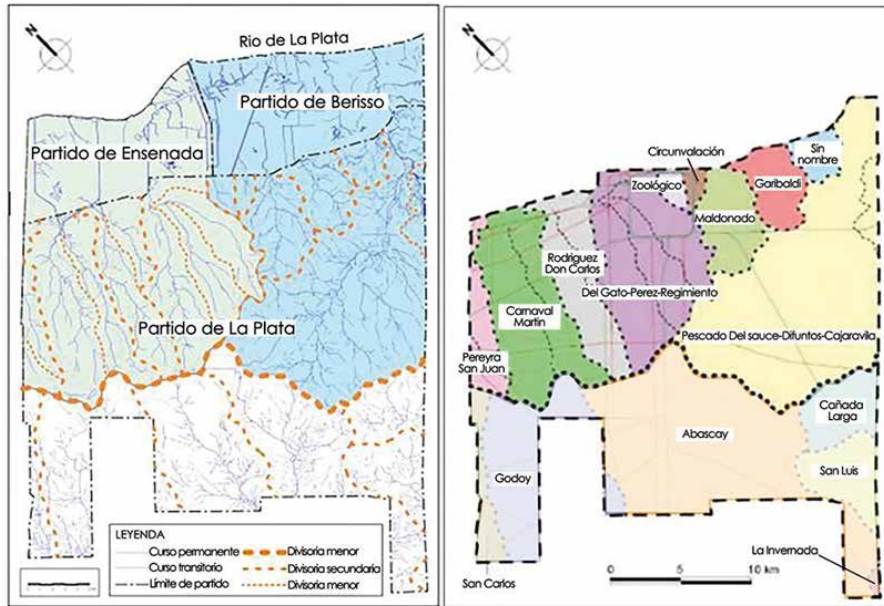 N
Rio de La Plata
Partido de Berisso
Partido de Ensenada
Partido de La Plata
LEYENDA
Curso permanente
Curso transitorio
Límite de partido
Divisoria menor
Divisoria secundaria
Divisoria menor
N
Circunvalación
Sin
nombre
Zoológico
Garibaldi
Maldonado
Rodriguez
Don Carlos
Del Gato-Perez-Regimiento
Carnaval
Martin
Pescado Del sauce-Difuntos-Cajaravila
Pereyra
San Juan
Cañada
Larga
Abascay
Godoy
San Luis
La Invernada
San Carlos
0 5 10 km